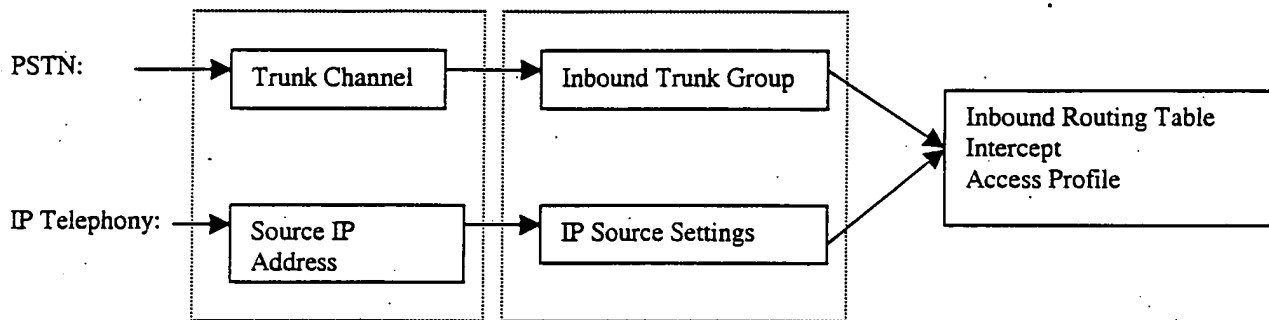 PSTN:
Trunk Channel
Inbound Trunk Group
Inbound Routing Table
Intercept
Access Profile
IP Telephony:
Source IP
Address
IP Source Settings